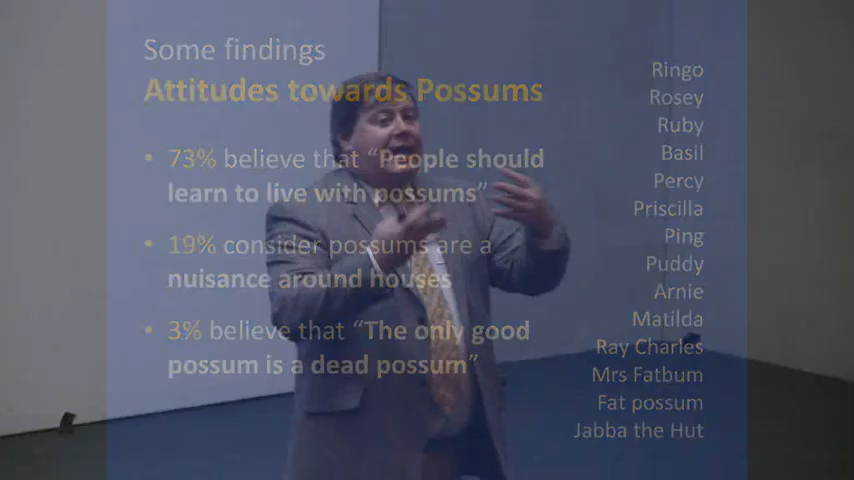 Some findings
Attitudes towards Possums
• 73% believe that “People should
learn to live with possums”
• 19% consider possums are a
nuisance around houses
• 3% believe that “The only good
possum is a dead possum”
Ringo
Rosey
Ruby
Basil
Percy
Priscilla
Ping
Puddy
Arnie
Matilda
Ray Charles
Mrs Fatbum
Fat possum
Jabba the Hut